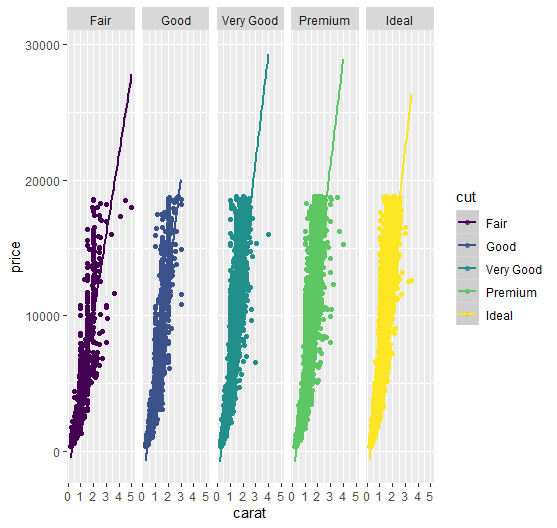 Fair Good Very Good Premium Ideal
30000
20000
10000
0
price
0 1 2 3 4 5 0 1 2 3 4 5 0 1 2 3 4 5 0 1 2 3 4 5 0 1 2 3 4 5
carat
cut
Fair
Good
Very Good
Premium
Ideal